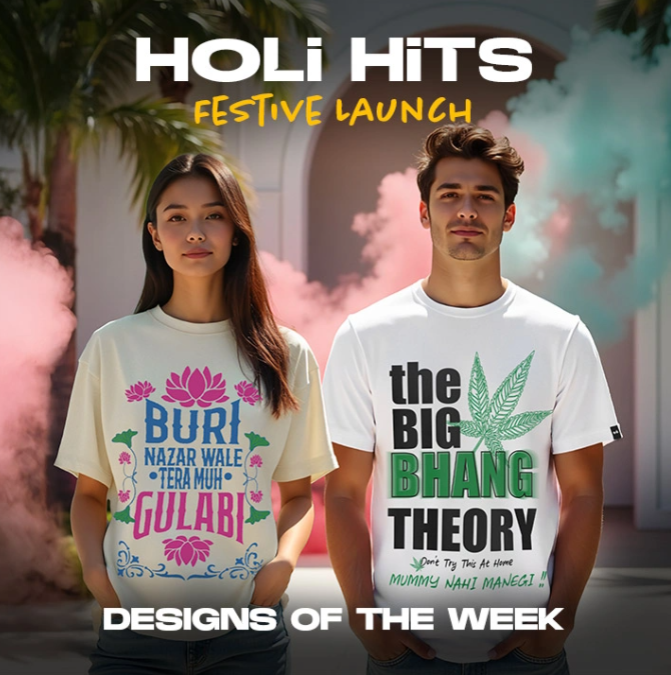 HOLi HiTS
FESTIVE LAUNCH
BURI
NAZAR WALE
• TERA MUH •
GULABI
the
BIG
BHANG
THEORY
Don't Try This At Home
MUMMY NAHI MANEGI !!
DESIGNS OF THE WEEK